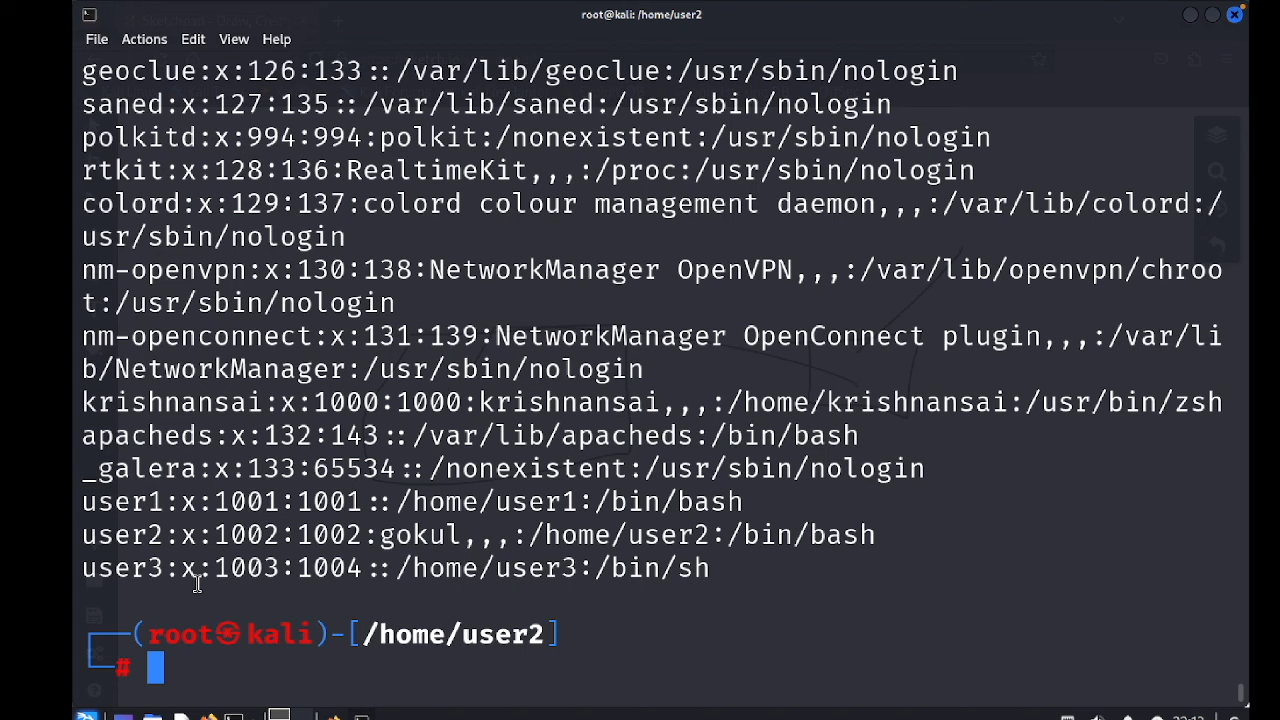 root@kali: /home/user2
File Actions Edit View Help
geoclue:x:126:133::/var/lib/geoclue:/usr/sbin/nologin
saned:x:127:135::/var/lib/saned:/usr/sbin/nologin
polkitd:x:994:994:polkit:/nonexistent:/usr/sbin/nologin
rtkit:x:128:136:RealtimeKit,,,:/proc:/usr/sbin/nologin
colord:x:129:137:colord colour management daemon,,,:/var/lib/colord:/
usr/sbin/nologin
nm-openvpn:x:130:138:NetworkManager OpenVPN,,,:/var/lib/openvpn/chroo
t:/usr/sbin/nologin
nm-openconnect:x:131:139:NetworkManager OpenConnect plugin,,,:/var/li
b/NetworkManager:/usr/sbin/nologin
krishnansai:x:1000:1000:krishnansai,,,:/home/krishnansai:/usr/bin/zsh
apacheds:x:132:143::/var/lib/apacheds:/bin/bash
_galera:x:133:65534::/nonexistent:/usr/sbin/nologin
user1:x:1001:1001::/home/user1:/bin/bash
user2:x:1002:1002:gokul,,,:/home/user2:/bin/bash
user3:x:1003:1004::/home/user3:/bin/sh
┌──(root㉿kali)-[/home/user2]
└─#